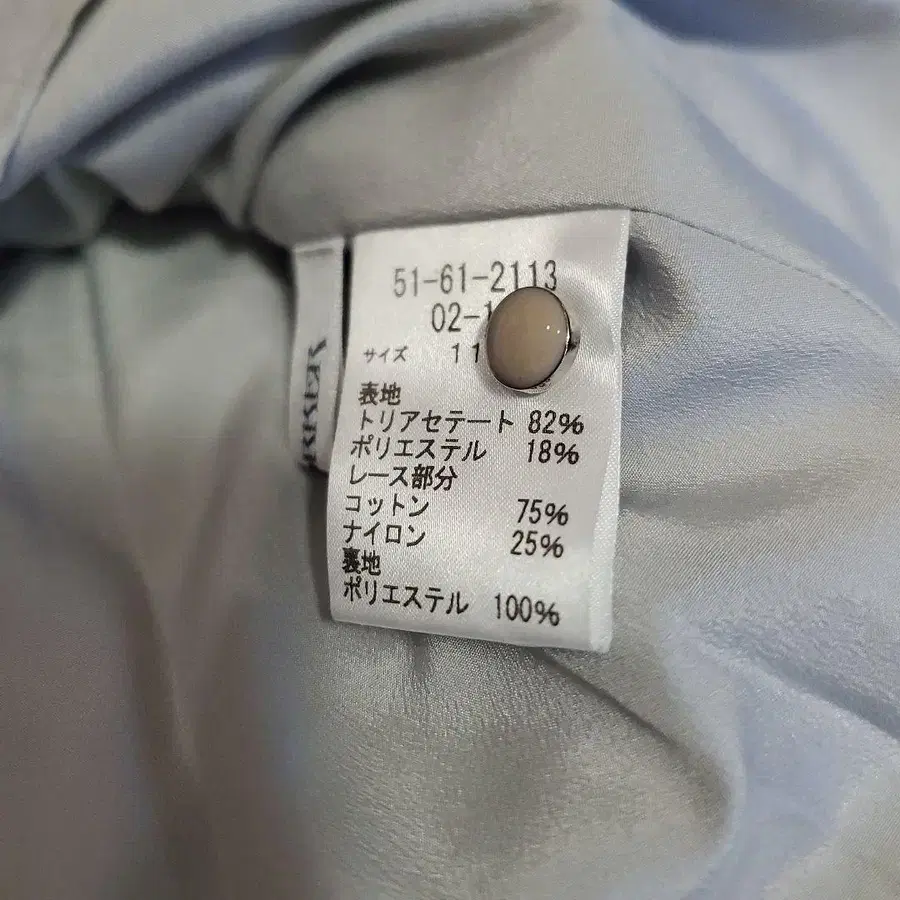 51-61-2113
02-1
サイズ 11
表地
トリアセテート 82%
ポリエステル 18%
レース部分
コットン 75%
ナイロン 25%
裏地
ポリエステル 100%